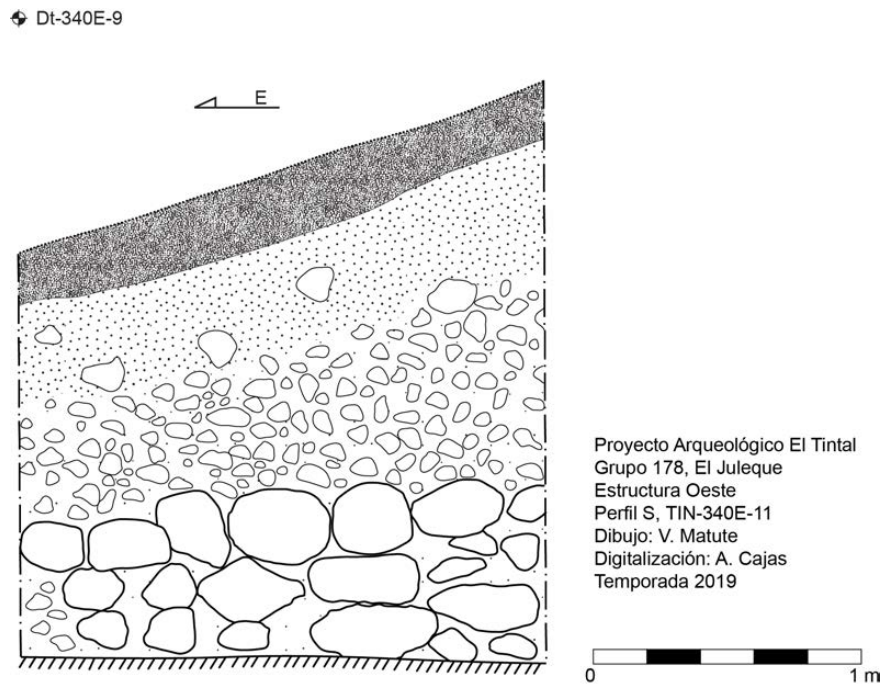 Dt-340E-9
E
Proyecto Arqueológico El Tintal
Grupo 178, El Juleque
Estructura Oeste
Perfil S, TIN-340E-11
Dibujo: V. Matute
Digitalización: A. Cajas
Temporada 2019
0 1 m